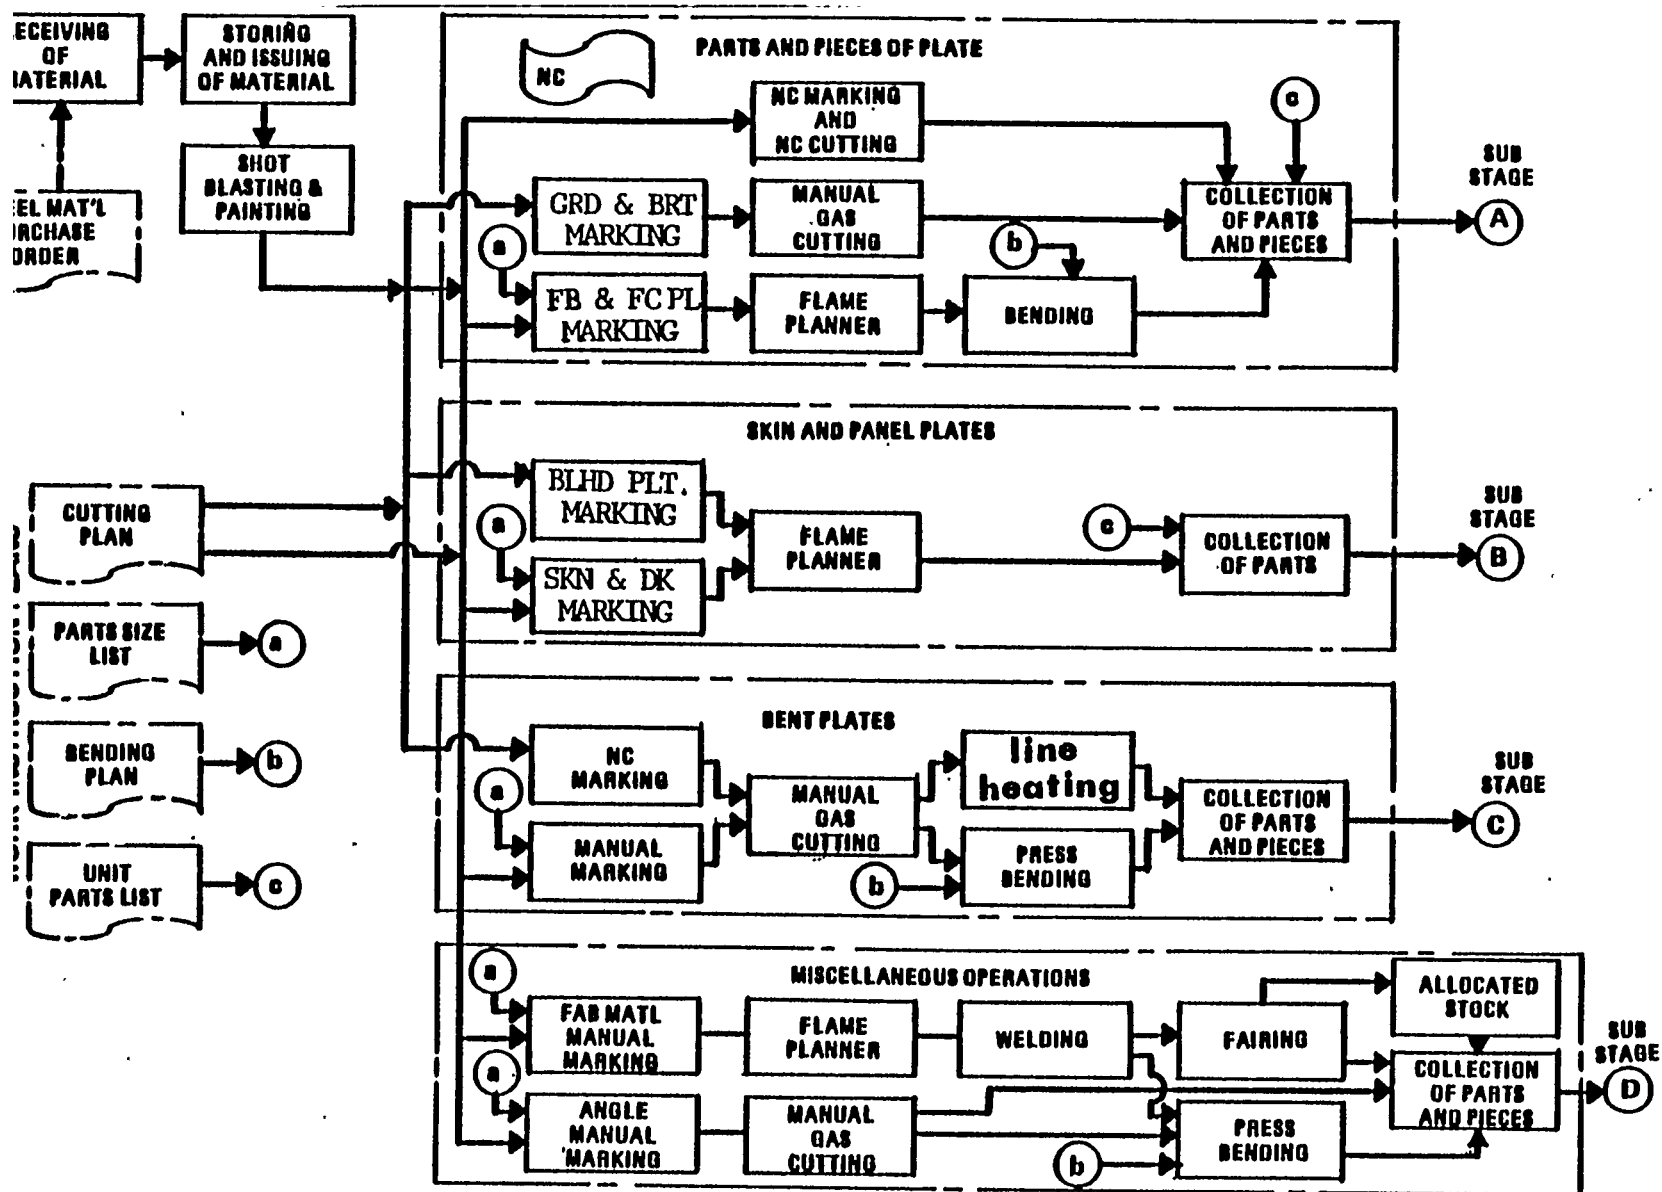 ECEIVING
OF
IATERIAL
STORING
AND ISSUING
OF MATERIAL
SHOT
BLASTING &
PAINTING
EEL MAT'L
RCHASE
ORDER
CUTTING
PLAN
PARTS SIZE
LIST
a
BENDING
PLAN
b
UNIT
PARTS LIST
c
PARTS AND PIECES OF PLATE
NC
NC MARKING
AND
NC CUTTING
c
GRD & BRT
MARKING
MANUAL
GAS
CUTTING
COLLECTION
OF PARTS
AND PIECES
SUB
STAGE
A
a
b
FB & FC PL
MARKING
FLAME
PLANNER
BENDING
SKIN AND PANEL PLATES
BLHD PLT.
MARKING
a
SKN & DK
MARKING
FLAME
PLANNER
c
COLLECTION
OF PARTS
SUB
STAGE
B
BENT PLATES
NC
MARKING
a
MANUAL
MARKING
MANUAL
GAS
CUTTING
line
heating
b
PRESS
BENDING
COLLECTION
OF PARTS
AND PIECES
SUB
STAGE
C
MISCELLANEOUS OPERATIONS
a
FAB MATL
MANUAL
MARKING
FLAME
PLANNER
WELDING
FAIRING
ALLOCATED
STOCK
a
ANGLE
MANUAL
MARKING
MANUAL
GAS
CUTTING
b
PRESS
BENDING
COLLECTION
OF PARTS
AND PIECES
SUB
STAGE
D